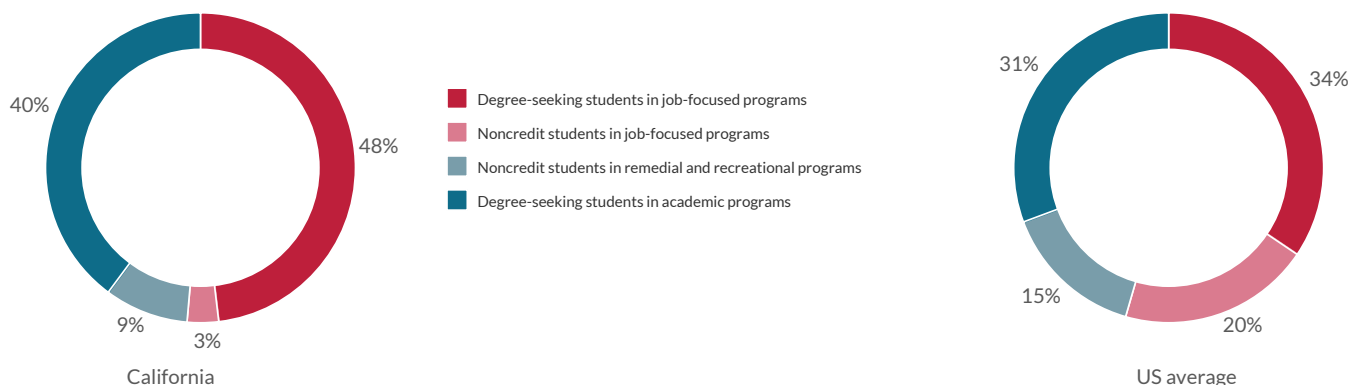 40%
48%
9%
3%
California
Degree-seeking students in job-focused programs
Noncredit students in job-focused programs
Noncredit students in remedial and recreational programs
Degree-seeking students in academic programs
31%
34%
15%
20%
US average